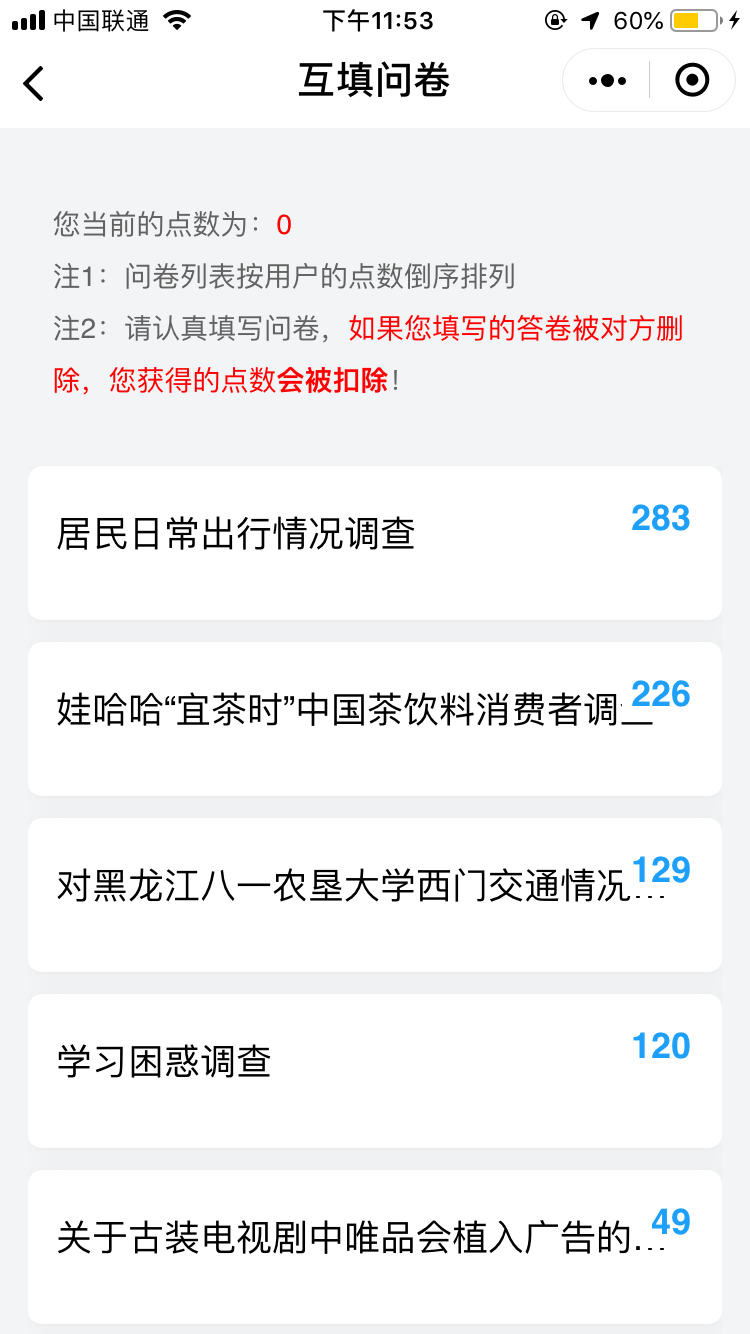 中国联通 下午11:53 60%
互填问卷
您当前的点数为：0
注1：问卷列表按用户的点数倒序排列
注2：请认真填写问卷，如果您填写的答卷被对方删
除，您获得的点数会被扣除！
居民日常出行情况调查 283
娃哈哈“宜茶时”中国茶饮料消费者调 226
对黑龙江八一农垦大学西门交通情况... 129
学习困惑调查 120
关于古装电视剧中唯品会植入广告的... 49